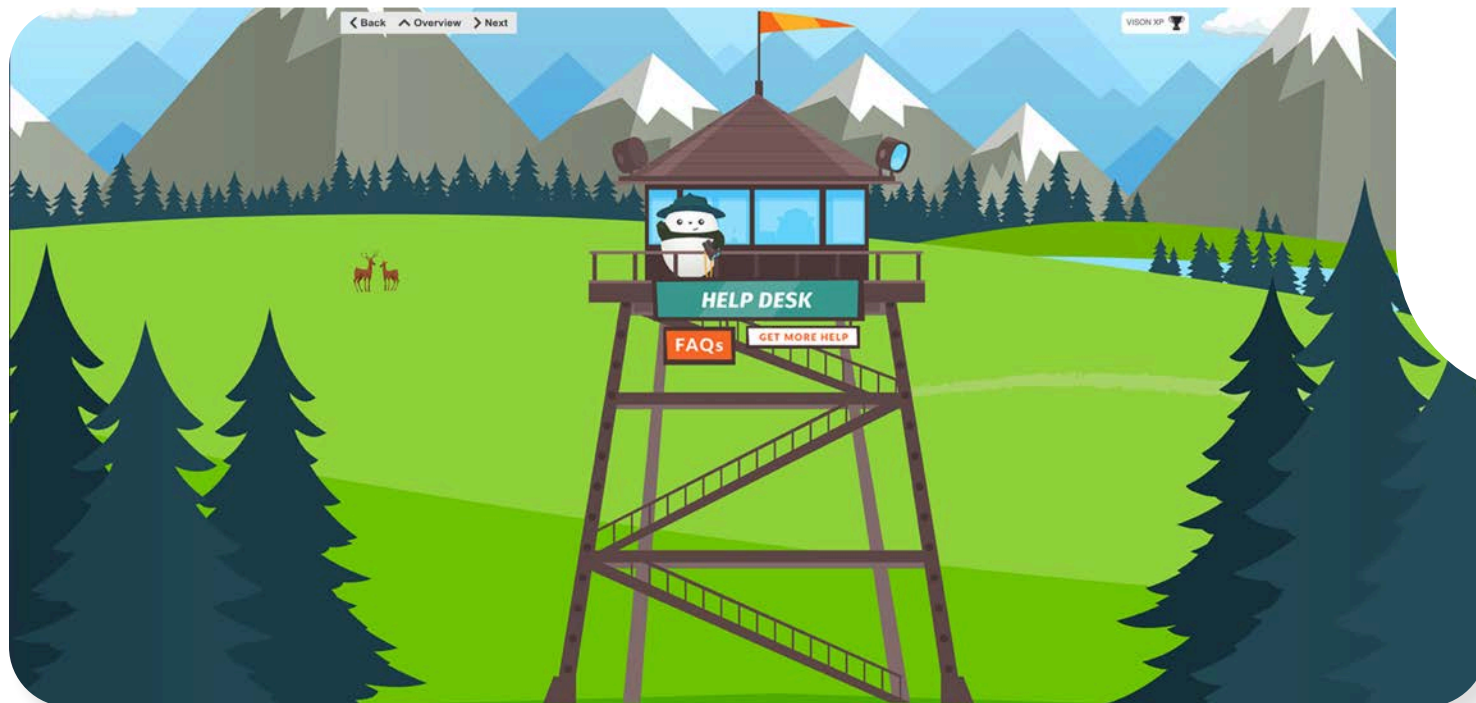 Back Overview Next
VISON XP
HELP DESK
FAQs
GET MORE HELP